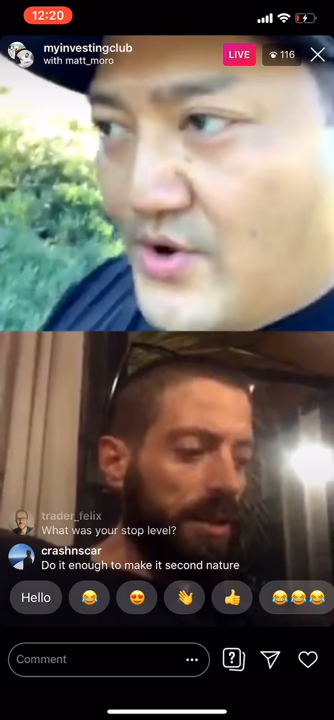 12:20
myinvestingclub
with matt_moro
LIVE
116
trader_felix
What was your stop level?
crashnscar
Do it enough to make it second nature
Hello
Comment